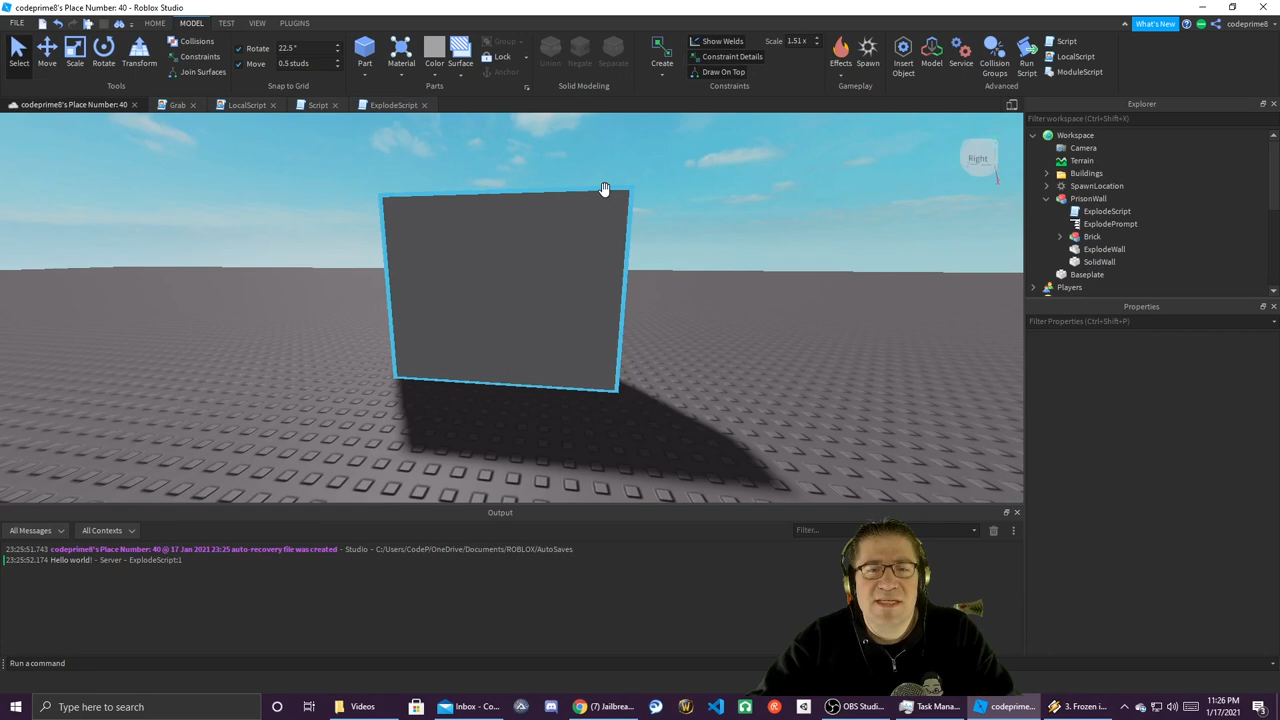 codeprime8's Place Number: 40 - Roblox Studio
FILE HOME MODEL TEST VIEW PLUGINS What's New codeprime8
Select Move Scale Rotate Transform
Collisions
Constraints
Join Surfaces
Tools
Rotate 22.5 °
Move 0.5 studs
Snap to Grid
Part Material Color Surface
Group
Lock
Anchor
Parts
Union Negate Separate
Solid Modeling
Create
Show Welds Scale 1.51 x
Constraint Details
Draw On Top
Constraints
Effects Spawn
Gameplay
Insert Object Model Service Collision Groups Run Script
Script
LocalScript
ModuleScript
Advanced
codeprime8's Place Number: 40 × Grab × LocalScript × Script × ExplodeScript ×
Explorer
Filter workspace (Ctrl+Shift+X)
Workspace
Camera
Terrain
Buildings
SpawnLocation
PrisonWall
ExplodeScript
ExplodePrompt
Brick
ExplodeWall
SolidWall
Baseplate
Players
Right
Properties
Filter Properties (Ctrl+Shift+P)
Output
All Messages All Contexts Filter...
23:25:51.743 codeprime8's Place Number: 40 @ 17 Jan 2021 23:25 auto-recovery file was created - Studio - C:/Users/CodeP/OneDrive/Documents/ROBLOX/AutoSaves
23:25:52.174 Hello world! - Server - ExplodeScript:1
Run a command
Type here to search
Videos
Inbox - Co...
(7) Jailbreak...
OBS Studi...
Task Mana...
codeprime...
3. Frozen i...
11:26 PM
1/17/2021